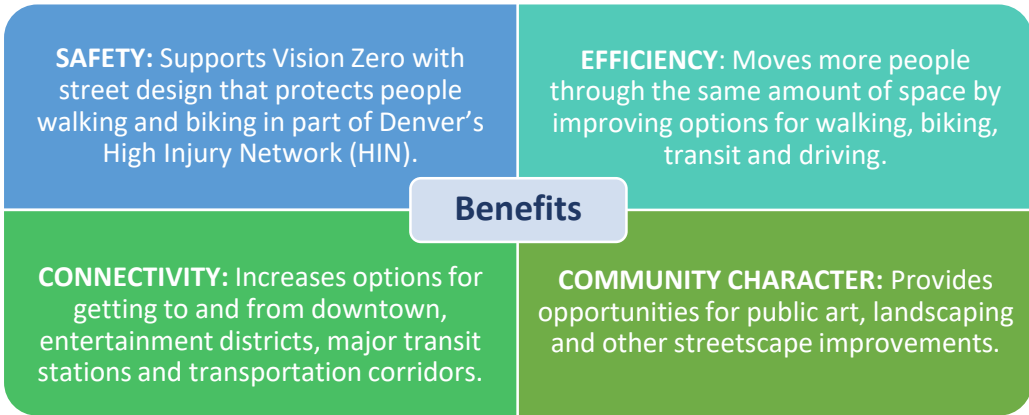 SAFETY: Supports Vision Zero with
street design that protects people
walking and biking in part of Denver's
High Injury Network (HIN).
EFFICIENCY: Moves more people
through the same amount of space by
improving options for walking, biking,
transit and driving.
Benefits
CONNECTIVITY: Increases options for
getting to and from downtown,
entertainment districts, major transit
stations and transportation corridors.
COMMUNITY CHARACTER: Provides
opportunities for public art, landscaping
and other streetscape improvements.